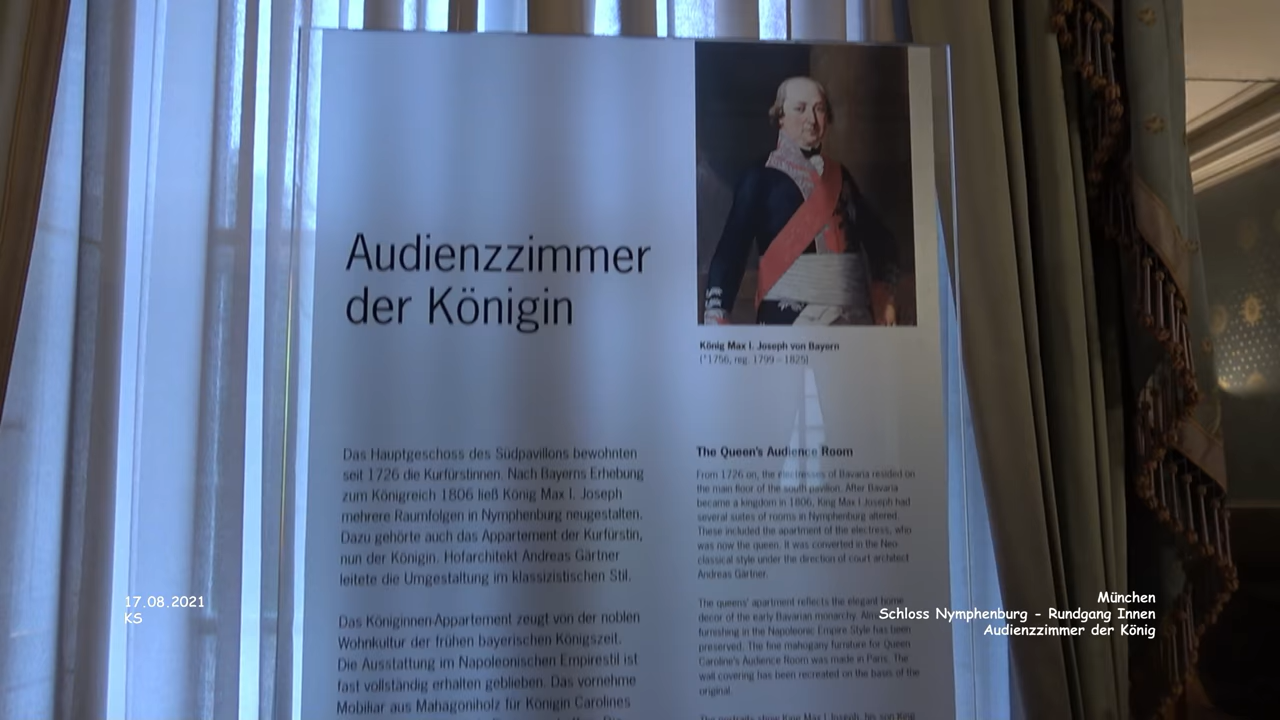 Audienzzimmer
der Königin
Das Hauptgeschoss des Südpavillons bewohnten
seit 1726 die Kurfürstinnen. Nach Bayerns Erhebung
zum Königreich 1806 ließ König Max I. Joseph
mehrere Raumfolgen in Nymphenburg neugestalten.
Dazu gehörte auch das Appartement der Kurfürstin,
nun der Königin. Hofarchitekt Andreas Gärtner
leitete die Umgestaltung im klassizistischen Stil.
Das Königinnen-Appartement zeugt von der noblen
Wohnkultur der frühen bayerischen Königszeit.
Die Ausstattung im Napoleonischen Empirestil ist
fast vollständig erhalten geblieben. Das vornehme
Mobiliar aus Mahagoniholz für Königin Carolines
König Max I. Joseph von Bayern
(*1756, reg. 1799 – 1825)
The Queen's Audience Room
From 1726 on, the electresses of Bavaria resided on
the main floor of the south pavilion. After Bavaria
became a kingdom in 1806, King Max I Joseph had
several suites of rooms in Nymphenburg altered.
These included the apartment of the electress, who
was now the queen. It was converted in the Neo-
classical style under the direction of court architect
Andreas Gärtner.
The queens' apartment reflects the elegant home
decor of the early Bavarian monarchy.
furnishing in the Napoleonic Empire Style has been
preserved. The fine mahogany furniture for Queen
Caroline's Audience Room was made in Paris. The
wall covering has been recreated on the basis of the
original.
The portraits show King Max I Joseph, his son King
17.08.2021
KS
München
Schloss Nymphenburg - Rundgang Innen
Audienzzimmer der König